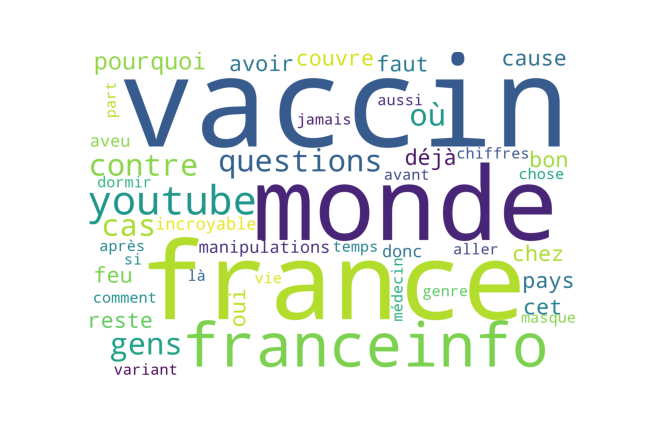 pourquoi avoir couvre faut cause
part vaccin
jamais aussi où
aveu
contre questions déjà chiffres bon
dormir avant chose
youtube monde
cas incroyable
après manipulations temps donc aller chez
si france
feu là vie médecin genre pays
comment oui cet
reste masque
gens franceinfo
variant